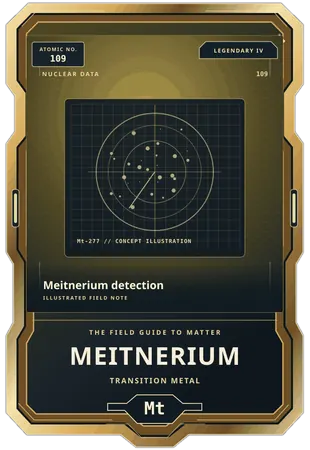 ATOMIC NO.
109
LEGENDARY IV
NUCLEAR DATA
109
Mt-277 // CONCEPT ILLUSTRATION
Meitnerium detection
ILLUSTRATED FIELD NOTE
THE FIELD GUIDE TO MATTER
MEITNERIUM
TRANSITION METAL
Mt